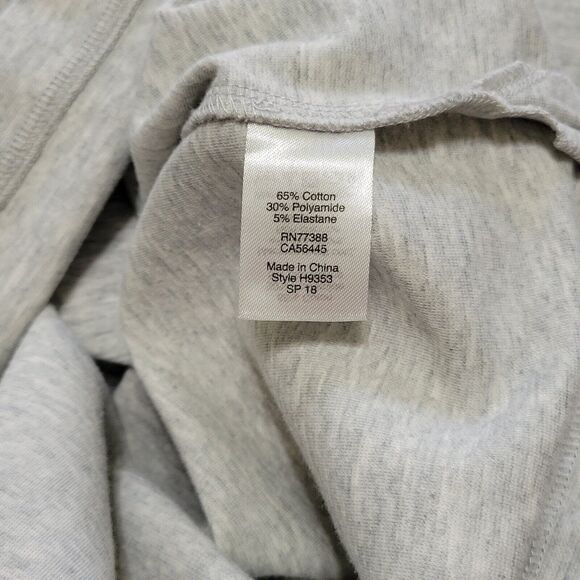 65% Cotton
30% Polyamide
5% Elastane
RN77388
CA56445
Made in China
Style H9353
SP 18